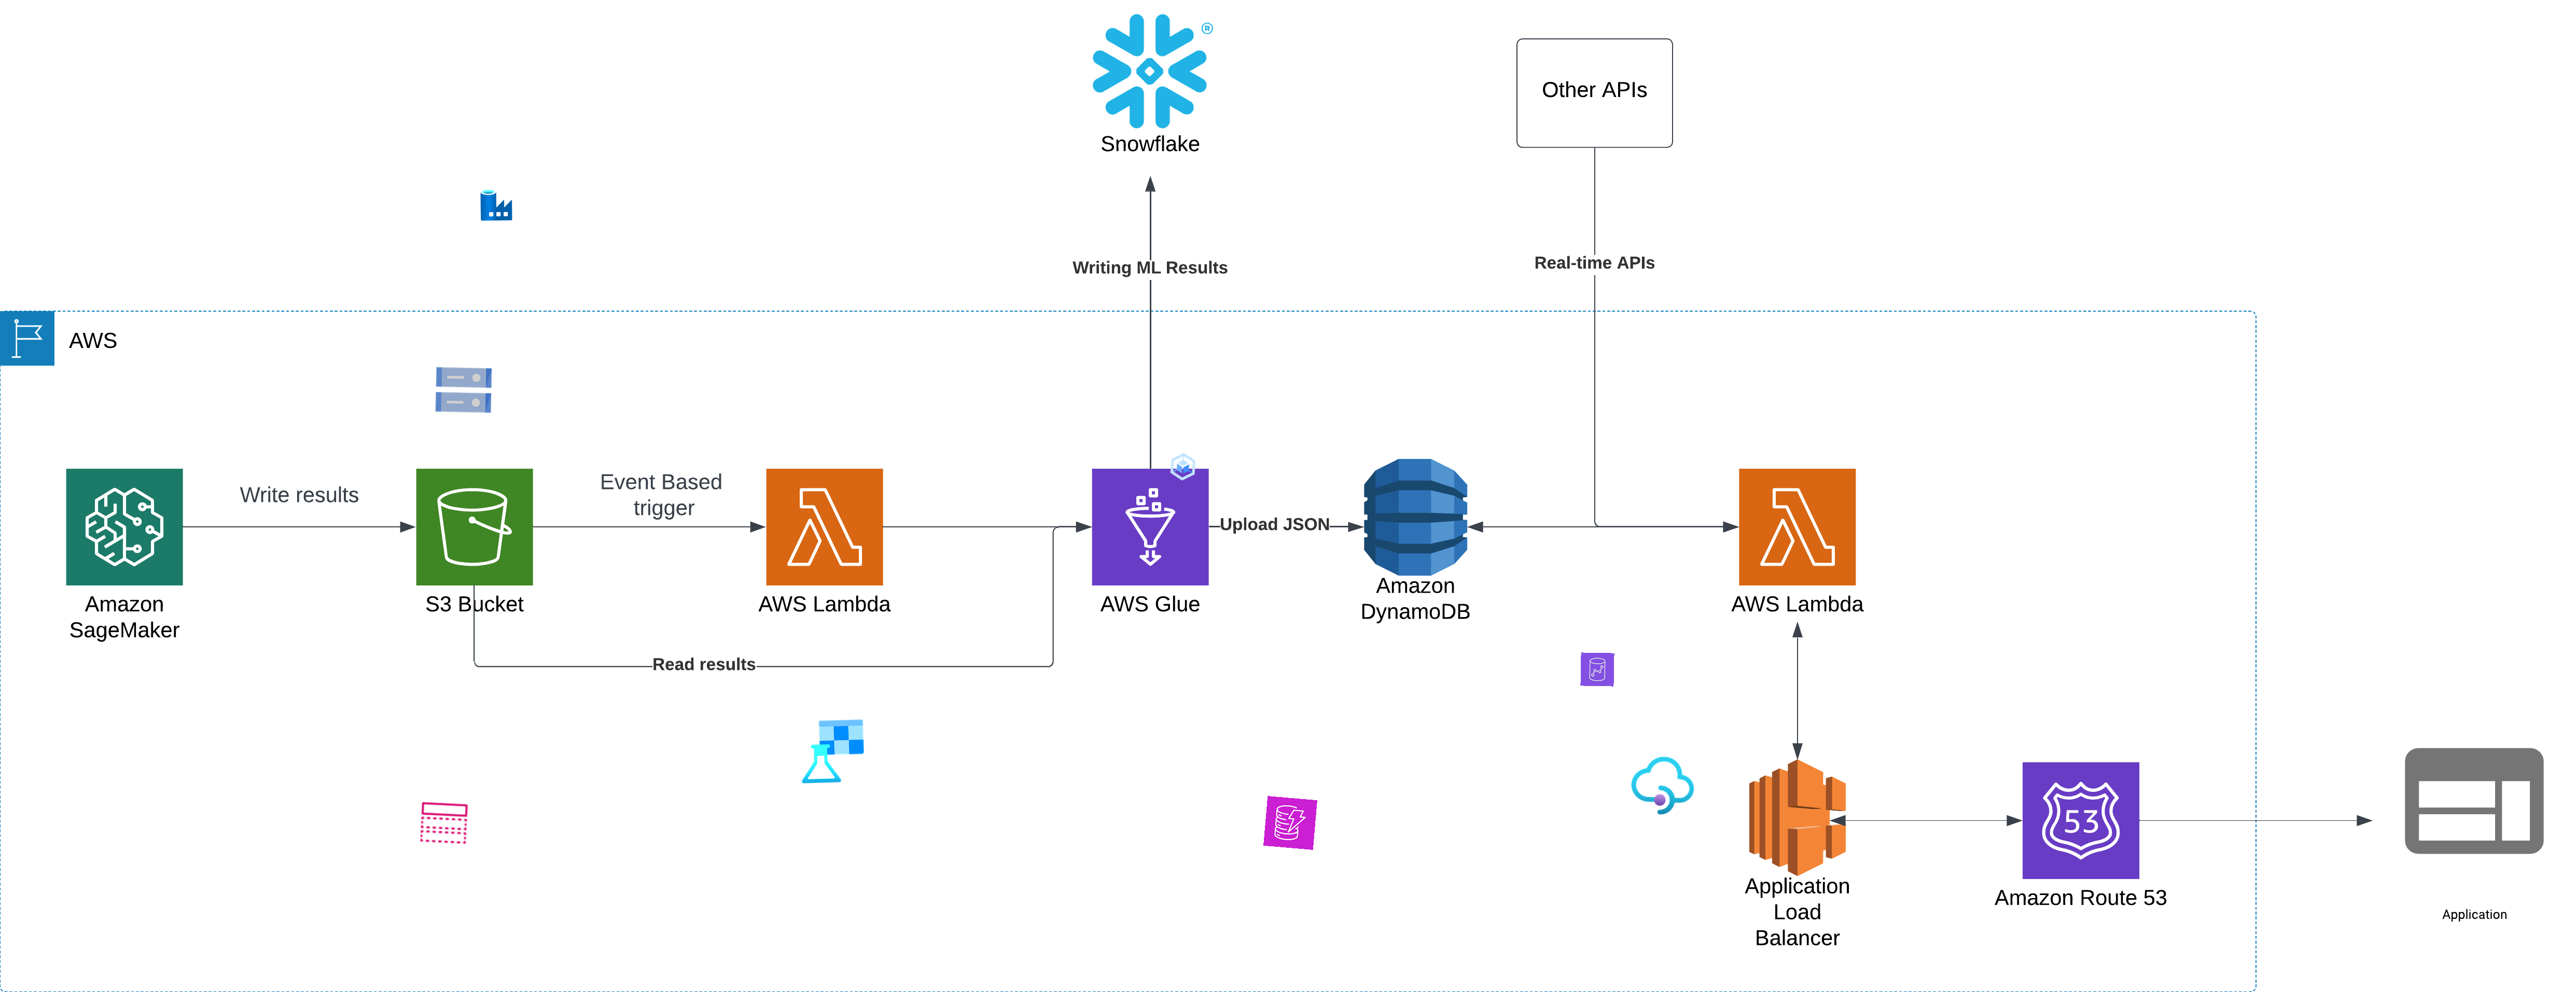 ®
Snowflake
Other APIs
Writing ML Results
Real-time APIs
AWS
Write results
Event Based
trigger
Upload JSON
Amazon
SageMaker
S3 Bucket
AWS Lambda
AWS Glue
Amazon
DynamoDB
AWS Lambda
Read results
53
Application
Load
Balancer
Amazon Route 53
Application